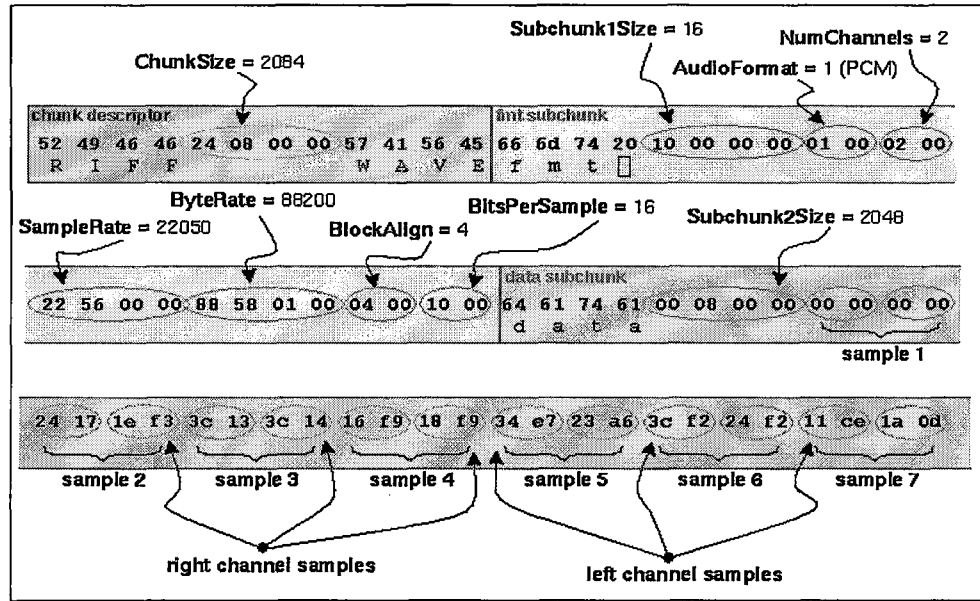 Subchunk1Size = 16
NumChannels = 2
ChunkSize = 2084
AudioFormat = 1 (PCM)
chunk descriptor
fmt subchunk
52 49 46 46 24 08 00 00 57 41 56 45 66 6d 74 20 10 00 00 00 01 00 02 00
R I F F W A V E f m t
ByteRate = 88200
BitsPerSample = 16
SampleRate = 22050
BlockAlign = 4
Subchunk2Size = 2048
data subchunk
22 56 00 00 88 58 01 00 04 00 10 00 64 61 74 61 00 08 00 00 00 00 00 00
d a t a
sample 1
24 17 1e f3 3c 13 3c 14 16 f9 18 f9 34 e7 23 a6 3c f2 24 f2 11 ce 1a 0d
sample 2 sample 3 sample 4 sample 5 sample 6 sample 7
right channel samples
left channel samples